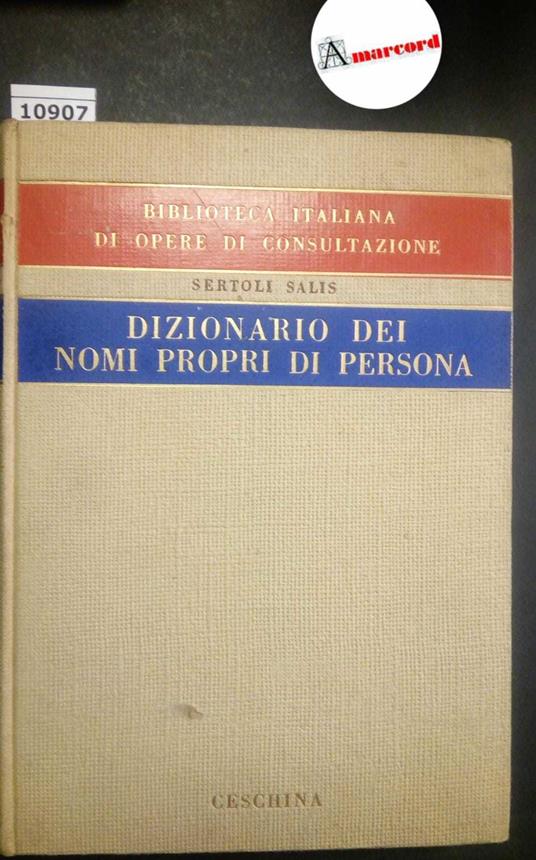 Amarcord
10907
BIBLIOTECA ITALIANA
DI OPERE DI CONSULTAZIONE
SERTOLI SALIS
DIZIONARIO DEI
NOMI PROPRI DI PERSONA
CESCHINA